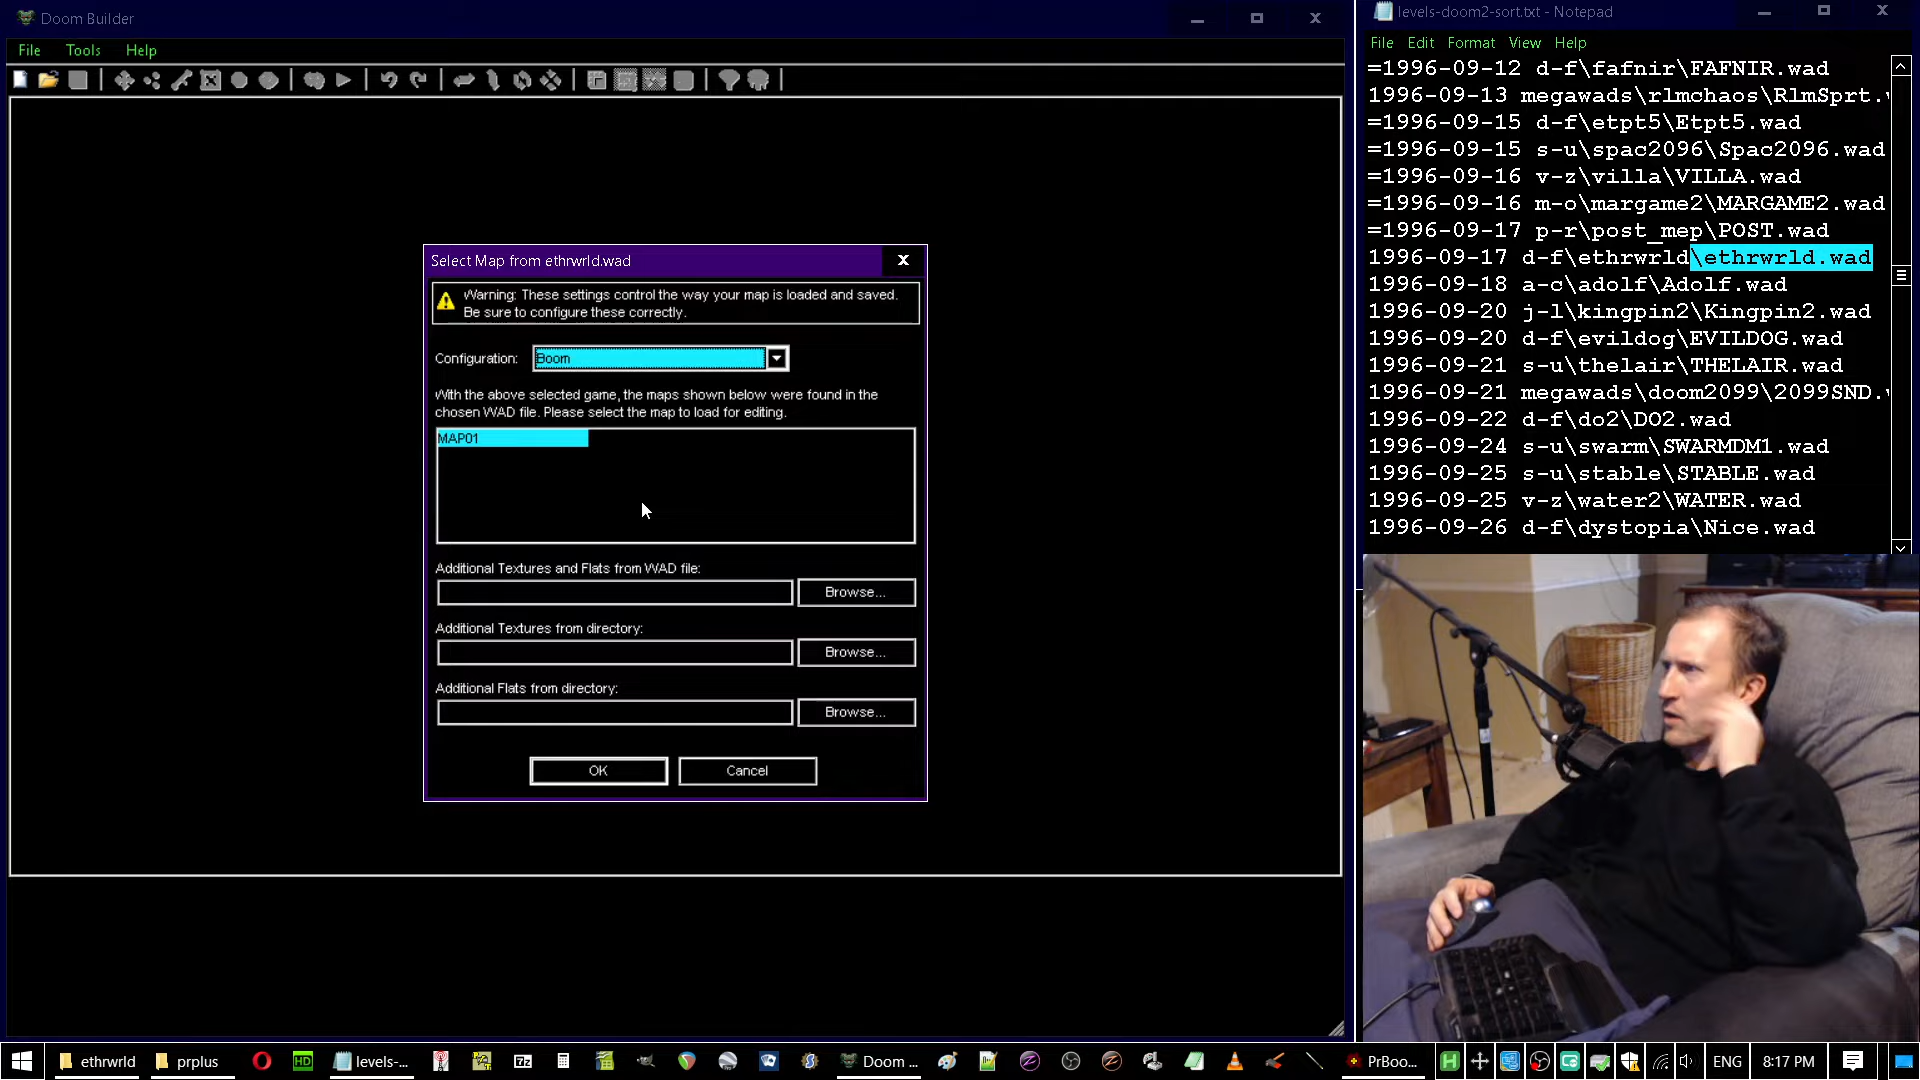 Doom Builder
File Tools Help
Select Map from ethrwrld.wad
Warning: These settings control the way your map is loaded and saved.
Be sure to configure these correctly.
Configuration: Boom
With the above selected game, the maps shown below were found in the
chosen WAD file. Please select the map to load for editing.
MAP01
Additional Textures and Flats from WAD file:
Browse...
Additional Textures from directory:
Browse...
Additional Flats from directory:
Browse...
OK Cancel
levels-doom2-sort.txt - Notepad
File Edit Format View Help
=1996-09-12 d-f\fafnir\FAFNIR.wad
1996-09-13 megawads\rlmchaos\RlmSprt.
=1996-09-15 d-f\etpt5\Etpt5.wad
=1996-09-15 s-u\spac2096\Spac2096.wad
=1996-09-16 v-z\villa\VILLA.wad
=1996-09-16 m-o\margame2\MARGAME2.wad
=1996-09-17 p-r\post_mep\POST.wad
1996-09-17 d-f\ethrwrld\ethrwrld.wad
1996-09-18 a-c\adolf\Adolf.wad
1996-09-20 j-l\kingpin2\Kingpin2.wad
1996-09-20 d-f\evildog\EVILDOG.wad
1996-09-21 s-u\thelair\THELAIR.wad
1996-09-21 megawads\doom2099\2099SND.
1996-09-22 d-f\do2\DO2.wad
1996-09-24 s-u\swarm\SWARMDM1.wad
1996-09-25 s-u\stable\STABLE.wad
1996-09-25 v-z\water2\WATER.wad
1996-09-26 d-f\dystopia\Nice.wad
ethrwrld prplus HD levels-... 7z Doom ... PrBoo... H ENG 8:17 PM